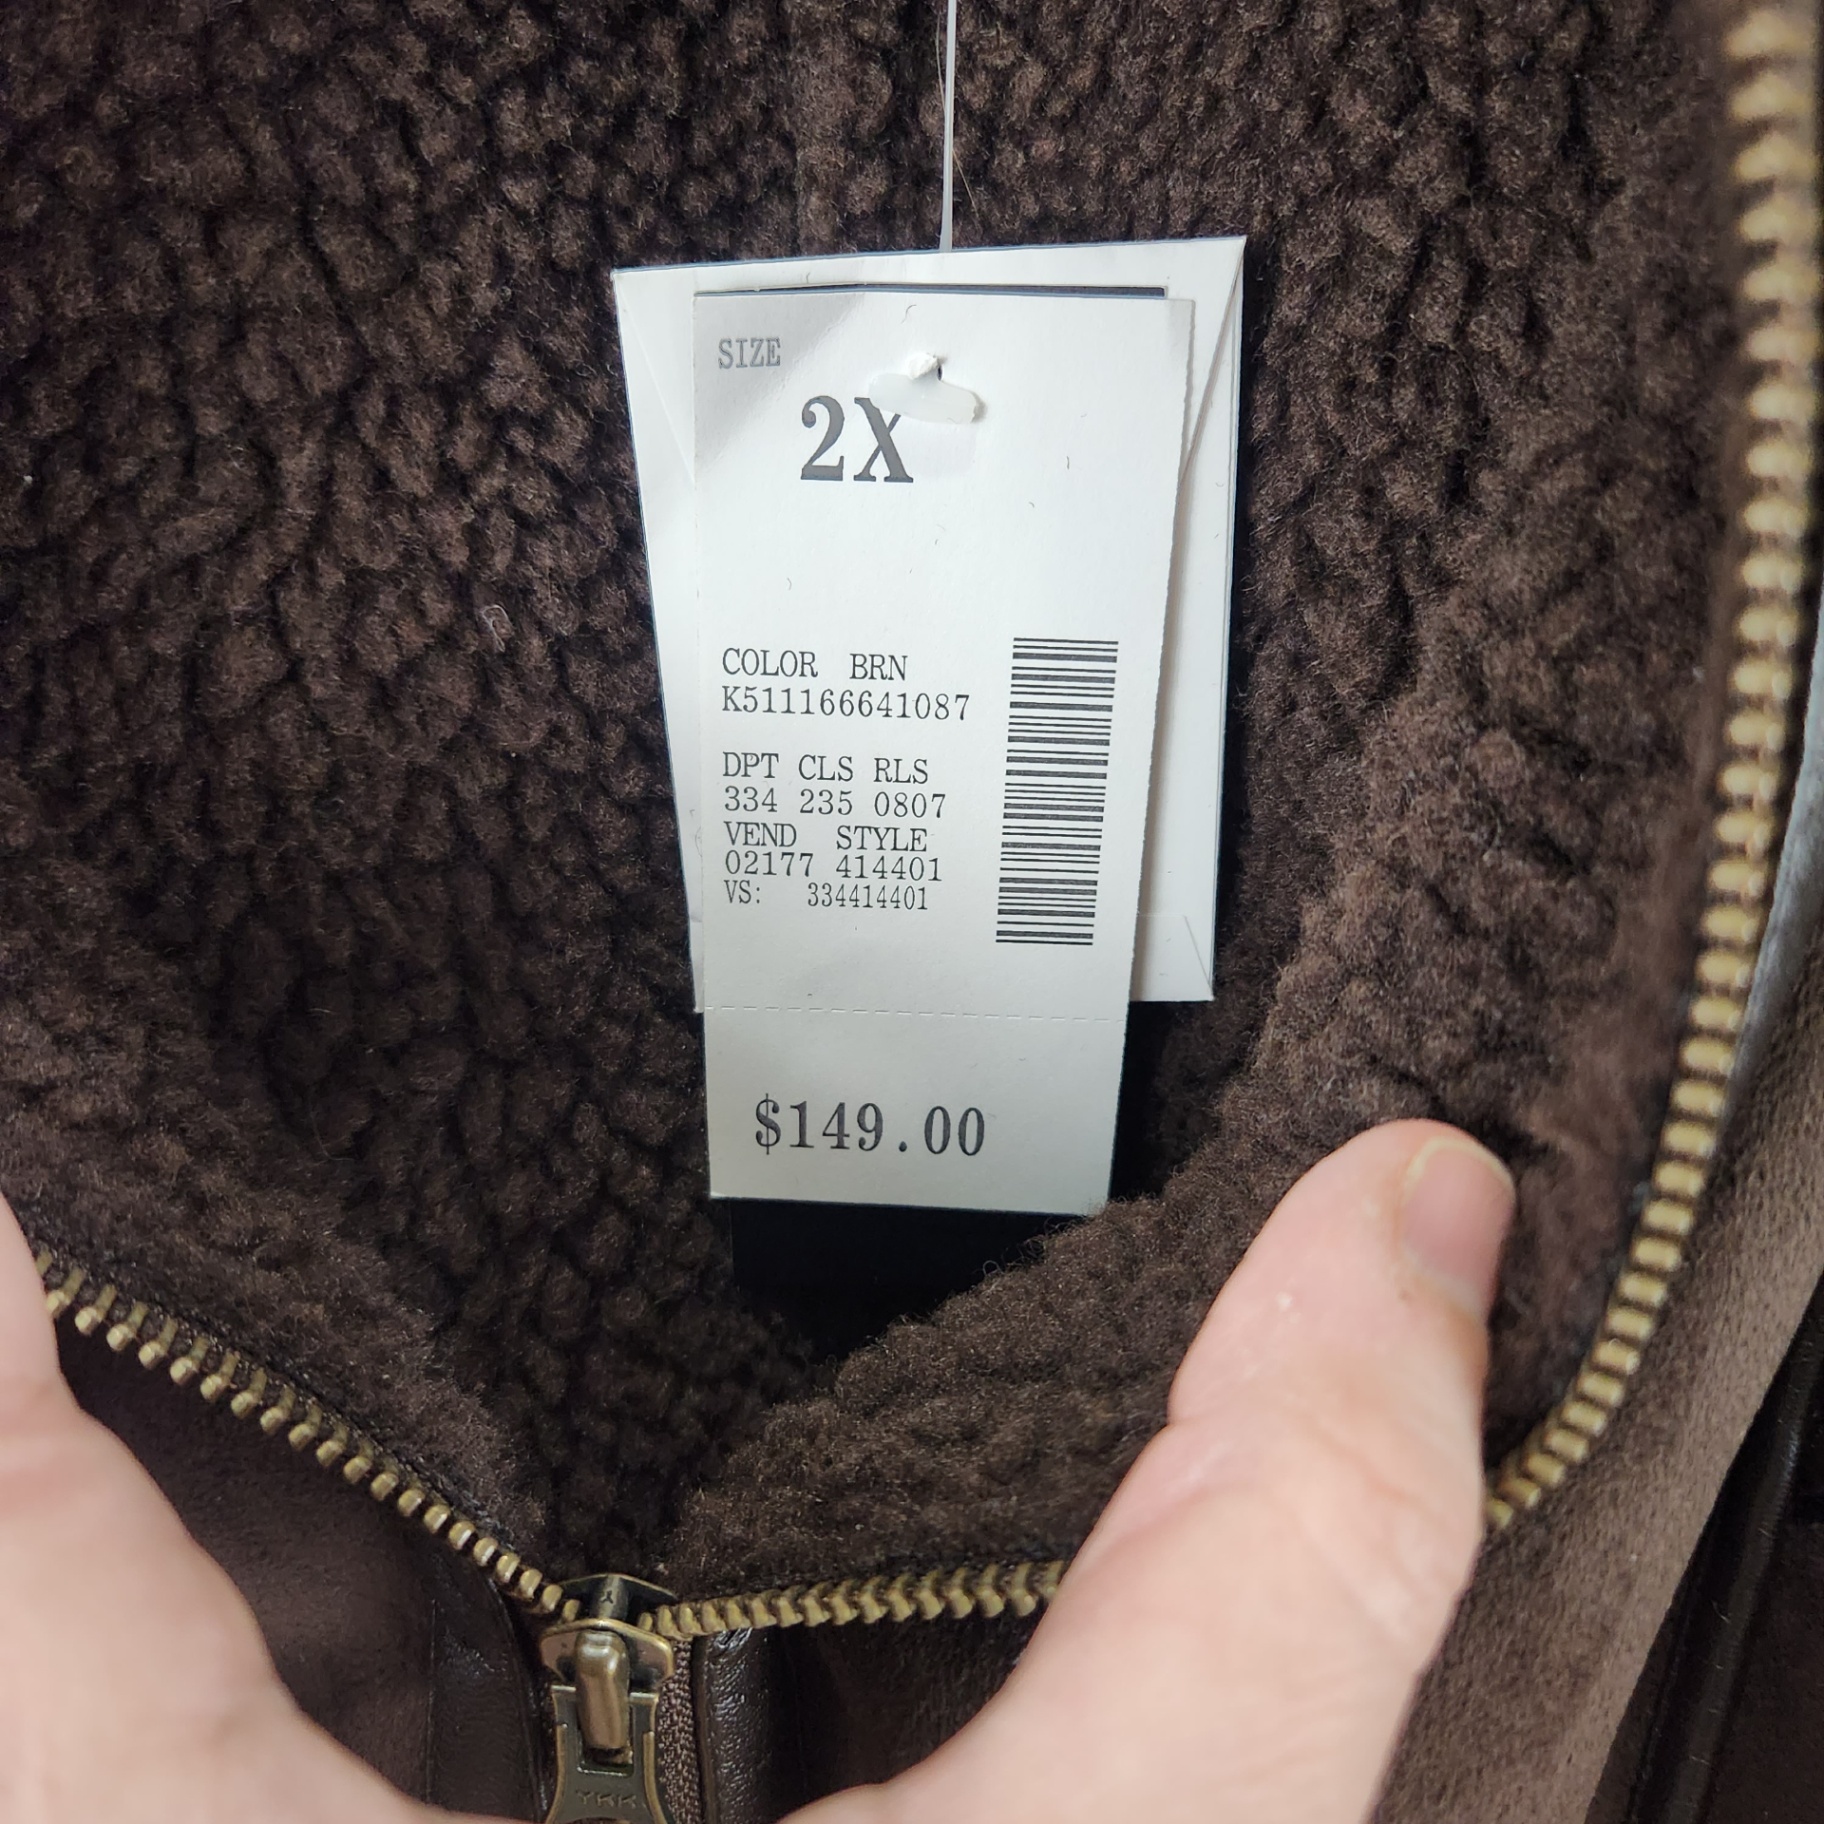 SIZE
2X
COLOR BRN
K511166641087
DPT CLS RLS
334 235 0807
VEND STYLE
02177 414401
VS: 334414401
$149.00
YKK